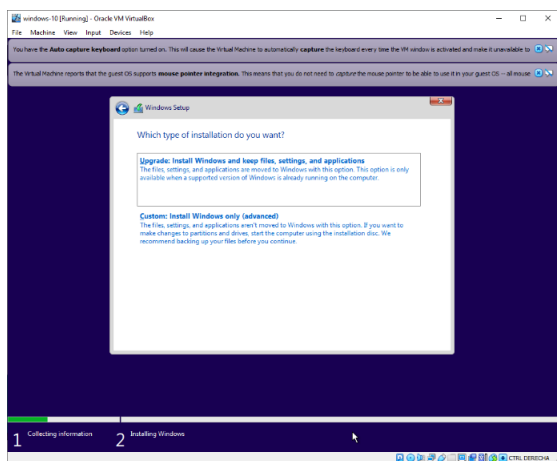 windows-10 [Running] - Oracle VM VirtualBox
File Machine View Input Devices Help
You have the Auto capture keyboard option turned on. This will cause the Virtual Machine to automatically capture the keyboard every time the VM window is activated and make it unavailable to
The Virtual Machine reports that the guest OS supports mouse pointer integration. This means that you do not need to capture the mouse pointer to be able to use it in your guest OS -- all mouse
Windows Setup
Which type of installation do you want?
Upgrade: Install Windows and keep files, settings, and applications
The files, settings, and applications are moved to Windows with this option. This option is only
available when a supported version of Windows is already running on the computer.
Custom: Install Windows only (advanced)
The files, settings, and applications aren't moved to Windows with this option. If you want to
make changes to partitions and drives, start the computer using the installation disc. We
recommend backing up your files before you continue.
1 Collecting information 2 Installing Windows
CTRL DERECHA